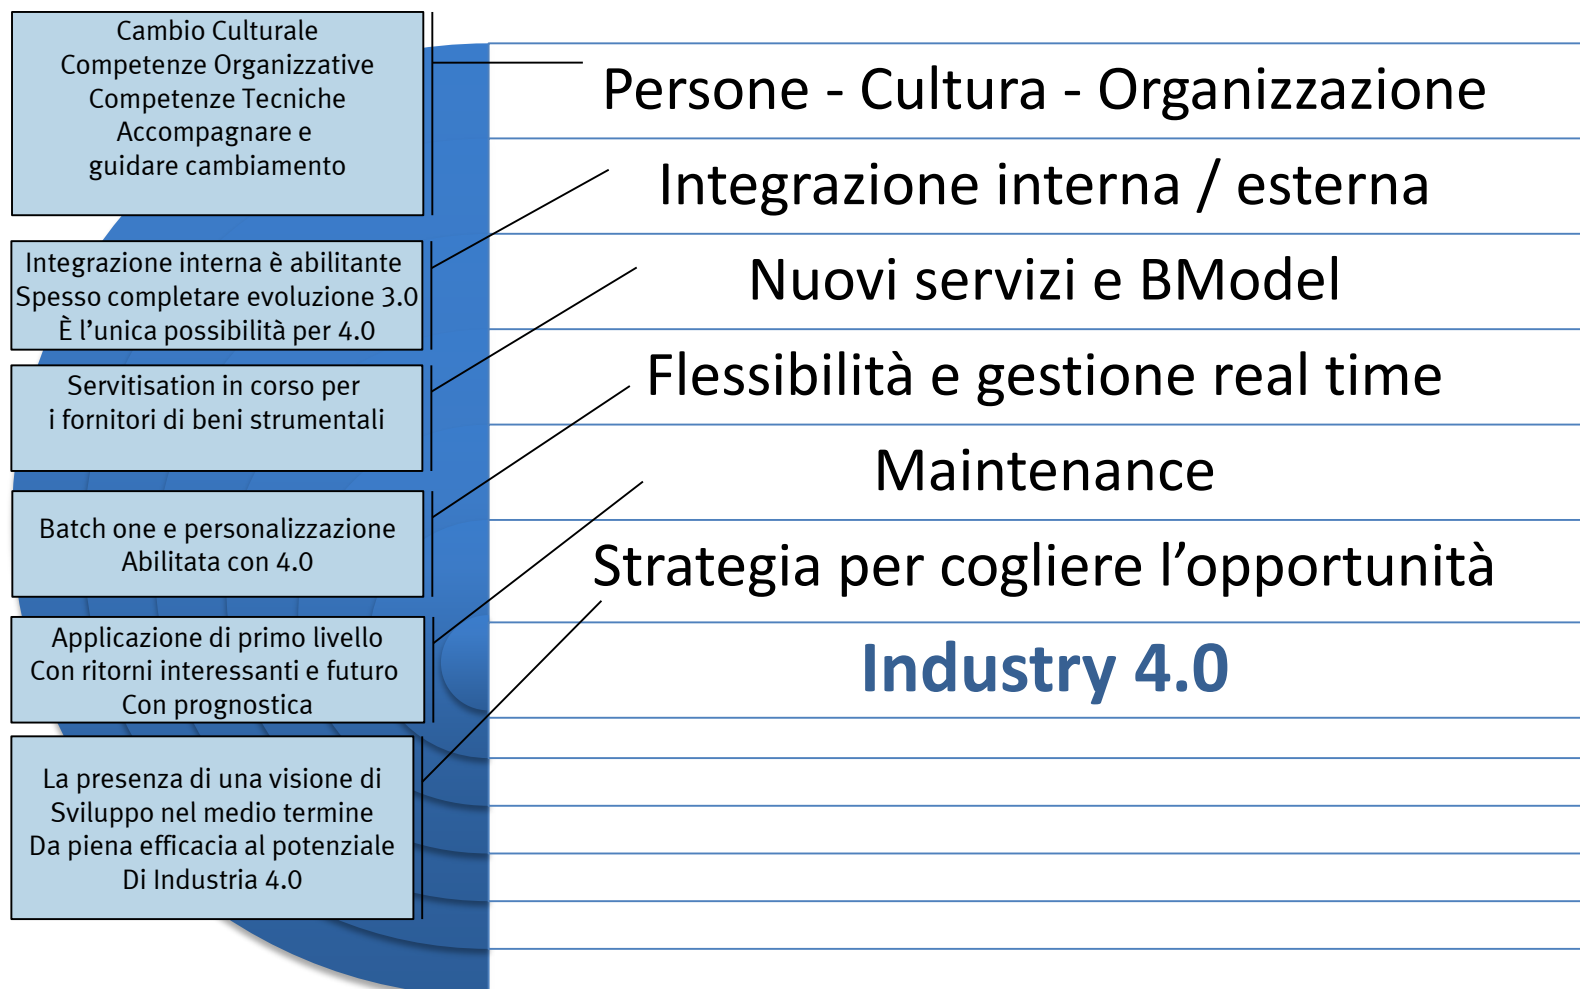 Cambio Culturale
Competenze Organizzative
Competenze Tecniche
Accompagnare e
guidare cambiamento
Persone - Cultura - Organizzazione
Integrazione interna è abilitante
Spesso completare evoluzione 3.0
È l’unica possibilità per 4.0
Integrazione interna / esterna
Servitisation in corso per
i fornitori di beni strumentali
Nuovi servizi e BModel
Batch one e personalizzazione
Abilitata con 4.0
Flessibilità e gestione real time
Applicazione di primo livello
Con ritorni interessanti e futuro
Con prognostica
Maintenance
La presenza di una visione di
Sviluppo nel medio termine
Da piena efficacia al potenziale
Di Industria 4.0
Strategia per cogliere l’opportunità
Industry 4.0